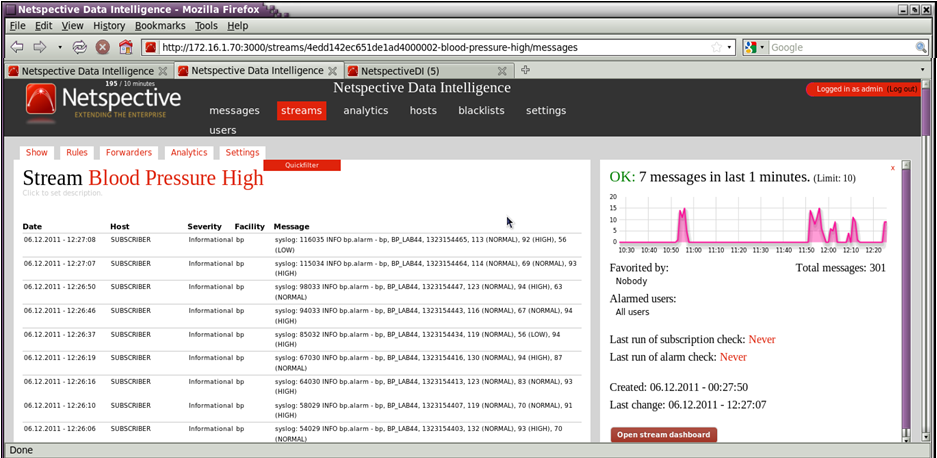 Netspective Data Intelligence - Mozilla Firefox
File Edit View History Bookmarks Tools Help
http://172.16.1.70:3000/streams/4edd142ec651de1ad4000002-blood-pressure-high/messages
Google
Netspective Data Intelligence
Netspective Data Intelligence
NetspectiveDI (5)
195 / 10 minutes
Netspective
EXTENDING THE ENTERPRISE
Netspective Data Intelligence
Logged in as admin (Log out)
messages streams analytics hosts blacklists settings
users
Show Rules Forwarders Analytics Settings
Quickfilter
Stream Blood Pressure High
Click to set description.
Date Host Severity Facility Message
06.12.2011 - 12:27:08 SUBSCRIBER Informational bp syslog: 116035 INFO bp.alarm - bp, BP_LAB44, 1323154465, 113 (NORMAL), 92 (HIGH), 56
(LOW)
06.12.2011 - 12:27:07 SUBSCRIBER Informational bp syslog: 115034 INFO bp.alarm - bp, BP_LAB44, 1323154464, 114 (NORMAL), 69 (NORMAL), 93
(HIGH)
06.12.2011 - 12:26:50 SUBSCRIBER Informational bp syslog: 98033 INFO bp.alarm - bp, BP_LAB44, 1323154447, 123 (NORMAL), 94 (HIGH), 63
(NORMAL)
06.12.2011 - 12:26:46 SUBSCRIBER Informational bp syslog: 94033 INFO bp.alarm - bp, BP_LAB44, 1323154443, 116 (NORMAL), 67 (NORMAL), 94
(HIGH)
06.12.2011 - 12:26:37 SUBSCRIBER Informational bp syslog: 85032 INFO bp.alarm - bp, BP_LAB44, 1323154434, 119 (NORMAL), 56 (LOW), 94
(HIGH)
06.12.2011 - 12:26:19 SUBSCRIBER Informational bp syslog: 67030 INFO bp.alarm - bp, BP_LAB44, 1323154416, 130 (NORMAL), 94 (HIGH), 87
(NORMAL)
06.12.2011 - 12:26:16 SUBSCRIBER Informational bp syslog: 64030 INFO bp.alarm - bp, BP_LAB44, 1323154413, 123 (NORMAL), 83 (NORMAL), 93
(HIGH)
06.12.2011 - 12:26:10 SUBSCRIBER Informational bp syslog: 58029 INFO bp.alarm - bp, BP_LAB44, 1323154407, 119 (NORMAL), 70 (NORMAL), 91
(HIGH)
06.12.2011 - 12:26:06 SUBSCRIBER Informational bp syslog: 54029 INFO bp.alarm - bp, BP_LAB44, 1323154403, 132 (NORMAL), 93 (HIGH), 70
(NORMAL)
x
OK: 7 messages in last 1 minutes. (Limit: 10)
20
15
10
5
0
10:30 10:40 10:50 11:00 11:10 11:20 11:30 11:40 11:50 12:00 12:10 12:20
Favorited by: Total messages: 301
Nobody
Alarmed users:
All users
Last run of subscription check: Never
Last run of alarm check: Never
Created: 06.12.2011 - 00:27:50
Last change: 06.12.2011 - 12:27:07
Open stream dashboard
Done